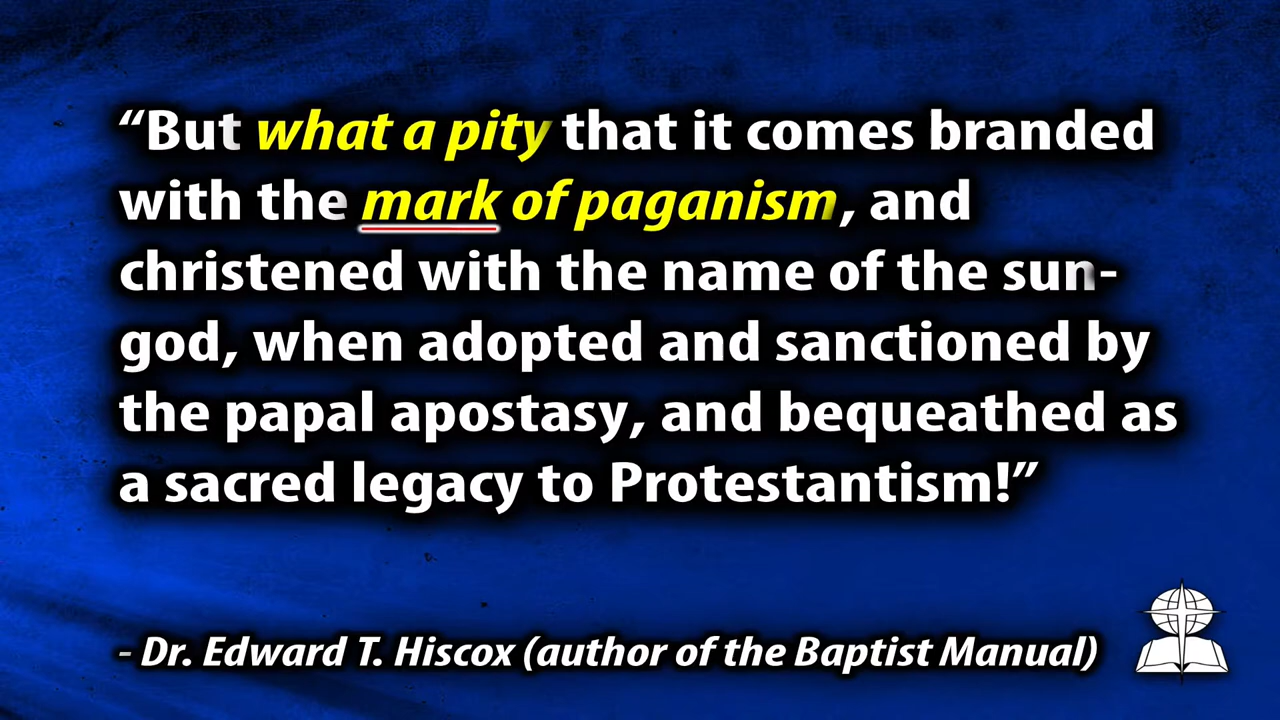 “But what a pity that it comes branded
with the mark of paganism, and
christened with the name of the sun-
god, when adopted and sanctioned by
the papal apostasy, and bequeathed as
a sacred legacy to Protestantism!”
- Dr. Edward T. Hiscox (author of the Baptist Manual)